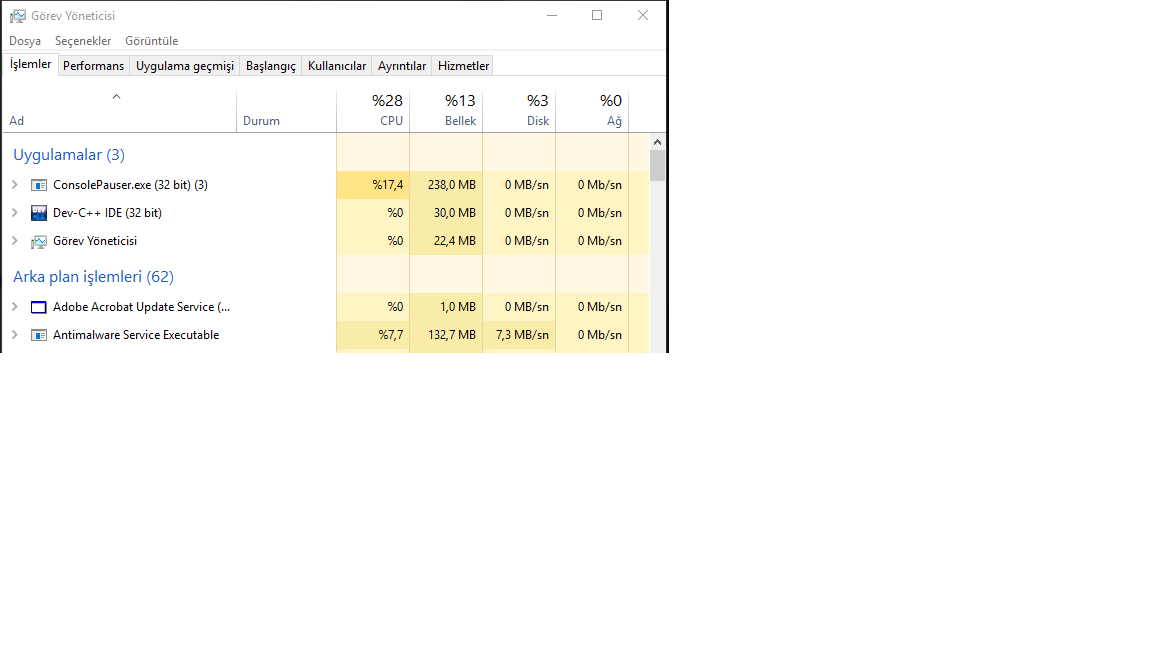 Görev Yöneticisi
Dosya Seçenekler Görüntüle
İşlemler Performans Uygulama geçmişi Başlangıç Kullanıcılar Ayrıntılar Hizmetler
%28 %13 %3 %0
Ad Durum CPU Bellek Disk Ağ
Uygulamalar (3)
ConsolePauser.exe (32 bit) (3) %17,4 238,0 MB 0 MB/sn 0 Mb/sn
Dev-C++ IDE (32 bit) %0 30,0 MB 0 MB/sn 0 Mb/sn
Görev Yöneticisi %0 22,4 MB 0 MB/sn 0 Mb/sn
Arka plan işlemleri (62)
Adobe Acrobat Update Service (... %0 1,0 MB 0 MB/sn 0 Mb/sn
Antimalware Service Executable %7,7 132,7 MB 7,3 MB/sn 0 Mb/sn